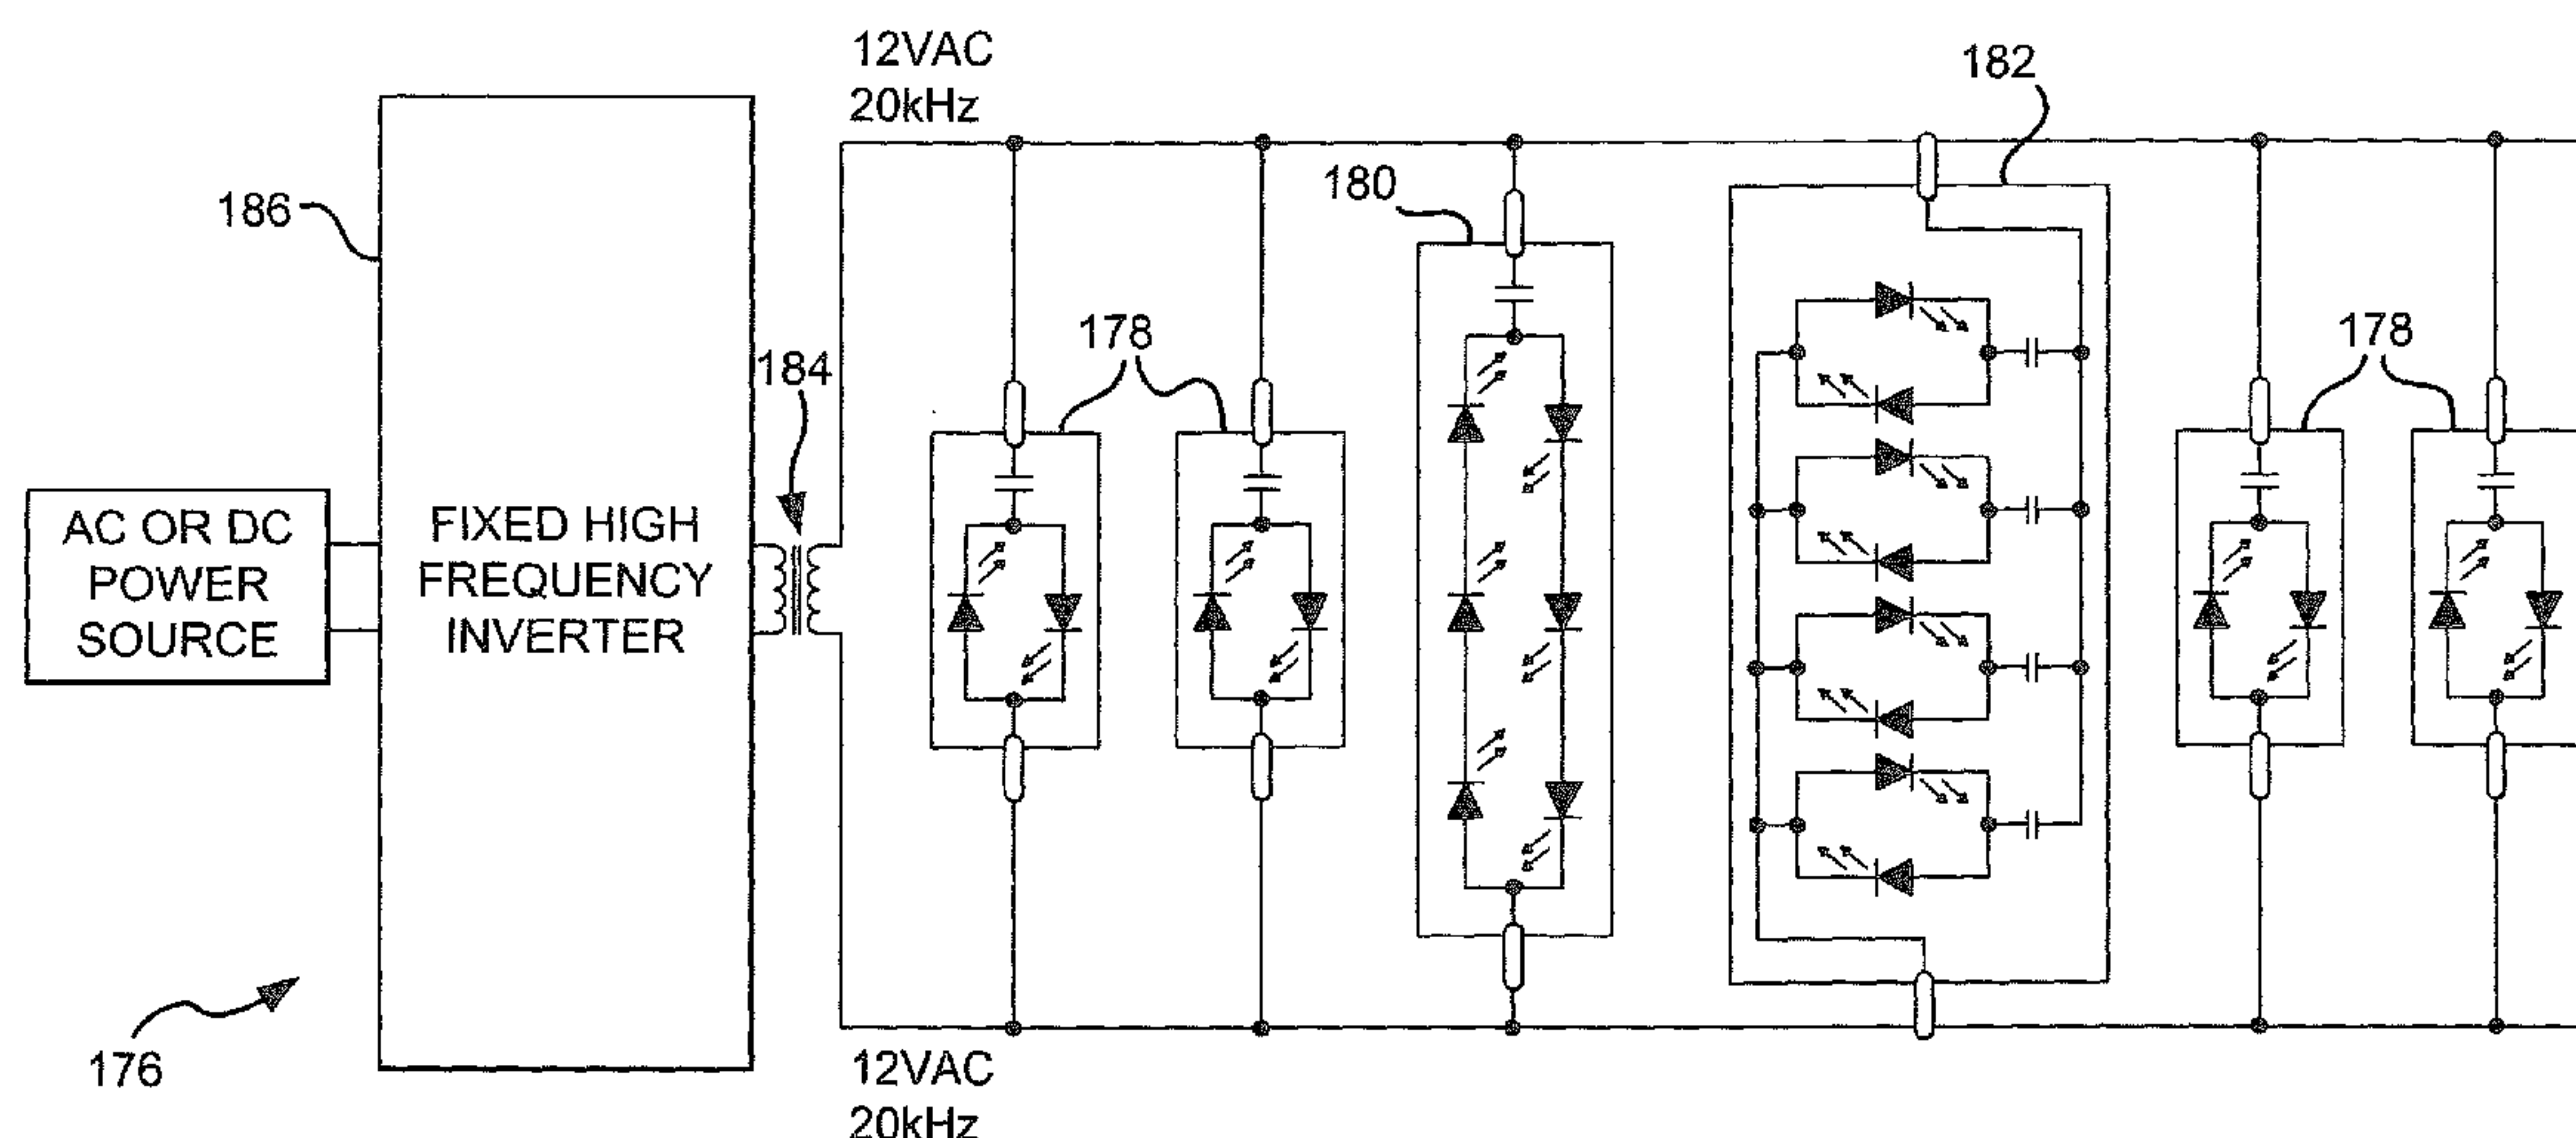 12VAC
20kHz
182
180
186
178
178
184
AC OR DC
POWER
SOURCE
FIXED HIGH
FREQUENCY
INVERTER
176
12VAC
20kHz